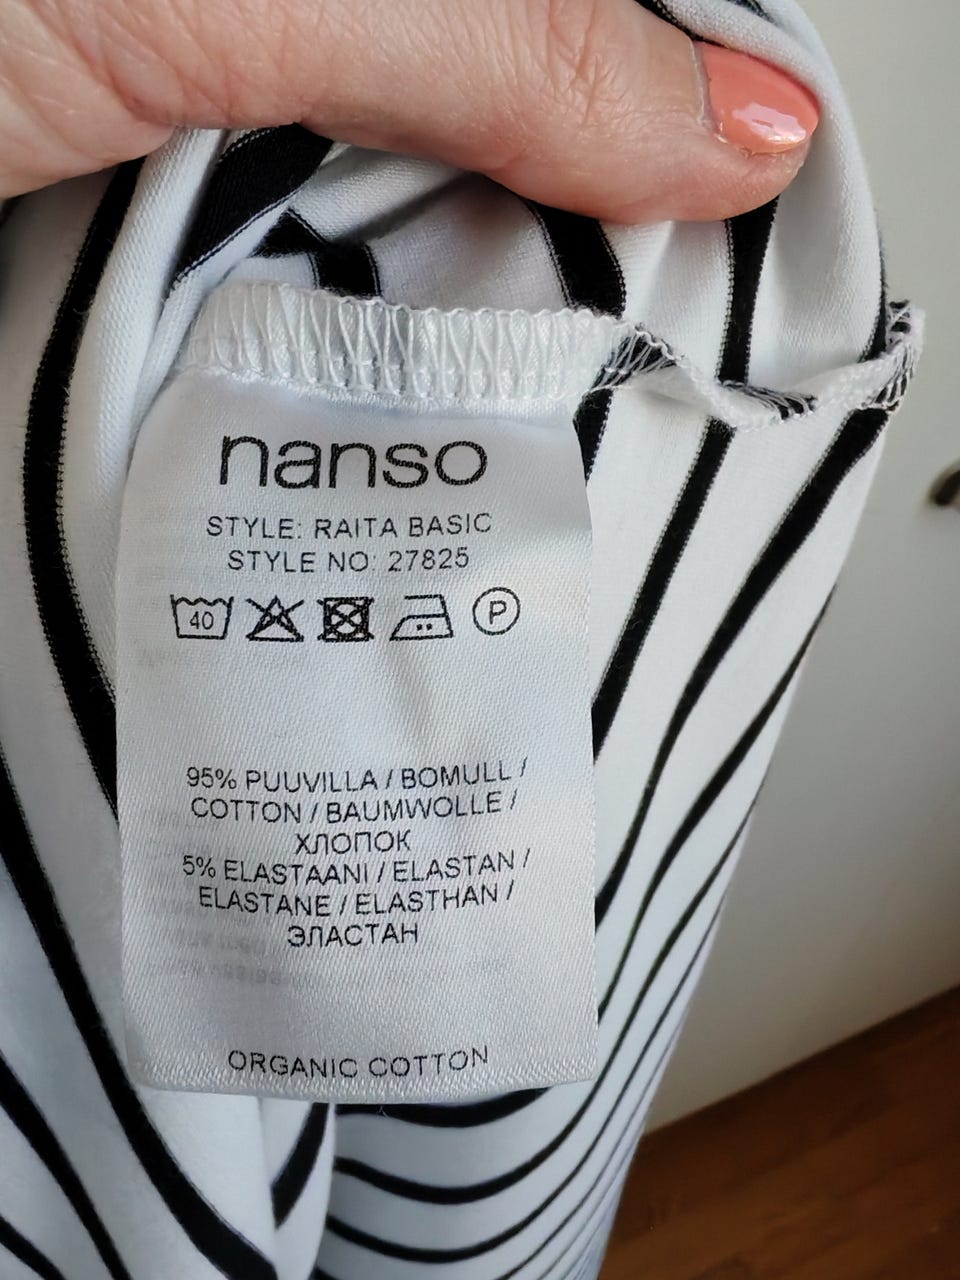 nanso
STYLE: RAITA BASIC
STYLE NO: 27825
40 P
95% PUUVILLA / BOMULL /
COTTON / BAUMWOLLE /
ХЛОПОК
5% ELASTAANI / ELASTAN /
ELASTANE / ELASTHAN /
ЭЛАСТАН
ORGANIC COTTON